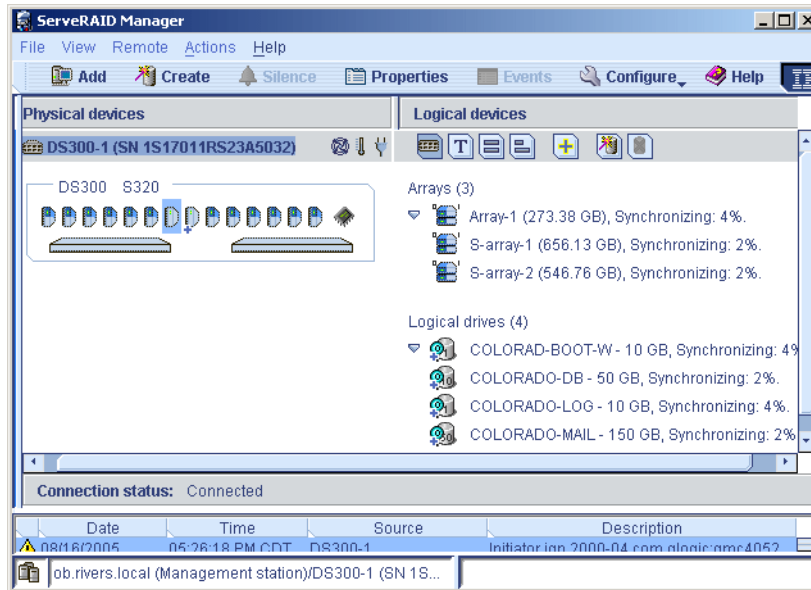 ServeRAID Manager
File View Remote Actions Help
Add Create Silence Properties Events Configure Help
Physical devices
Logical devices
DS300-1 (SN 1S17011RS23A5032)
T
DS300 S320
Arrays (3)
Array-1 (273.38 GB), Synchronizing: 4%.
S-array-1 (656.13 GB), Synchronizing: 2%.
S-array-2 (546.76 GB), Synchronizing: 2%.
Logical drives (4)
COLORAD-BOOT-W - 10 GB, Synchronizing: 4%
COLORADO-DB - 50 GB, Synchronizing: 2%.
COLORADO-LOG - 10 GB, Synchronizing: 4%.
COLORADO-MAIL - 150 GB, Synchronizing: 2%
Connection status: Connected
Date Time Source Description
08/16/2005 05:26:18 PM CDT DS300-1 Initiator iqn.2000-04.com.qlogic:qmc4052
ob.rivers.local (Management station)/DS300-1 (SN 1S...